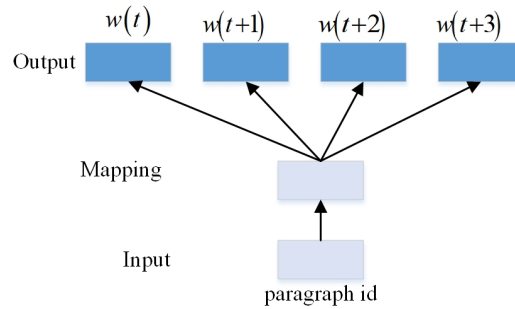 w(t) w(t+1) w(t+2) w(t+3)
Output
Mapping
Input
paragraph id